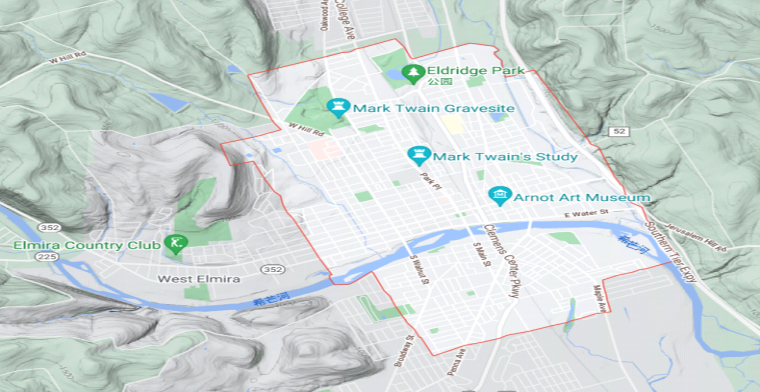 Oakwood A
College Ave
W Hill Rd
Eldridge Park
公园
Mark Twain Gravesite
W Hill Rd.
52
Mark Twain's Study
Park Pl
Arnot Art Museum
E Water St
352
Jerusalem Hill Rd
Elmira Country Club
225
West Elmira
352
希芒河
希芒河
S Walnut St
S Main St
Clemens Center Pkwy
Southern Tier Expy
Maple Ave
Broadway St
Penna Ave